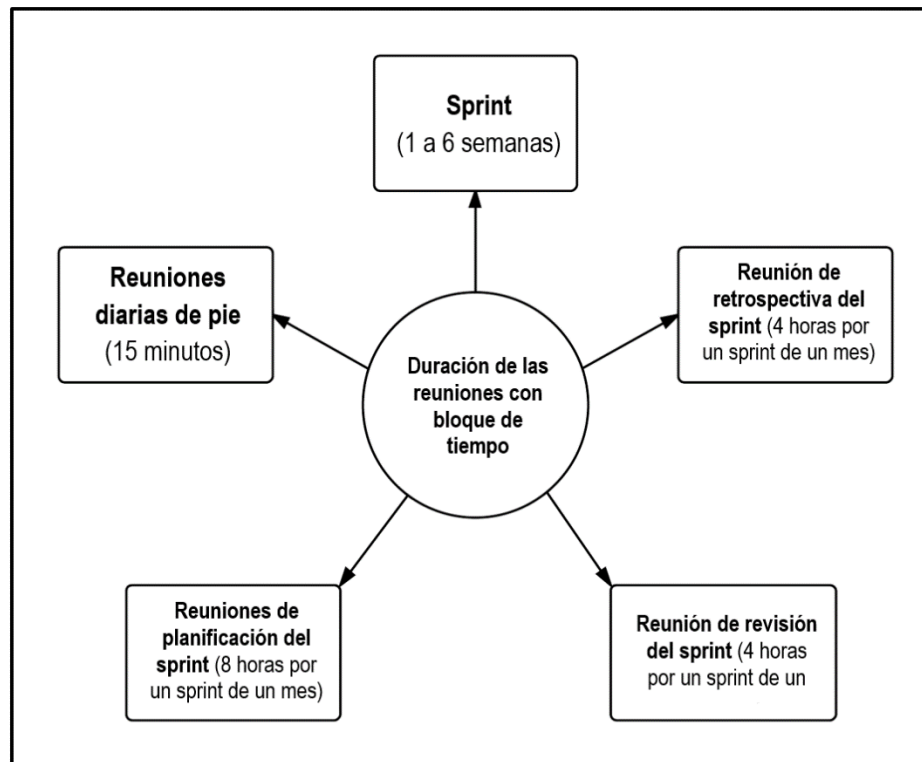 Sprint
(1 a 6 semanas)
Reuniones
diarias de pie
(15 minutos)
Reunión de
retrospectiva del
sprint (4 horas por
un sprint de un mes)
Duración de las
reuniones con
bloque de
tiempo
Reuniones de
planificación del
sprint (8 horas por
un sprint de un mes)
Reunión de revisión
del sprint (4 horas
por un sprint de un